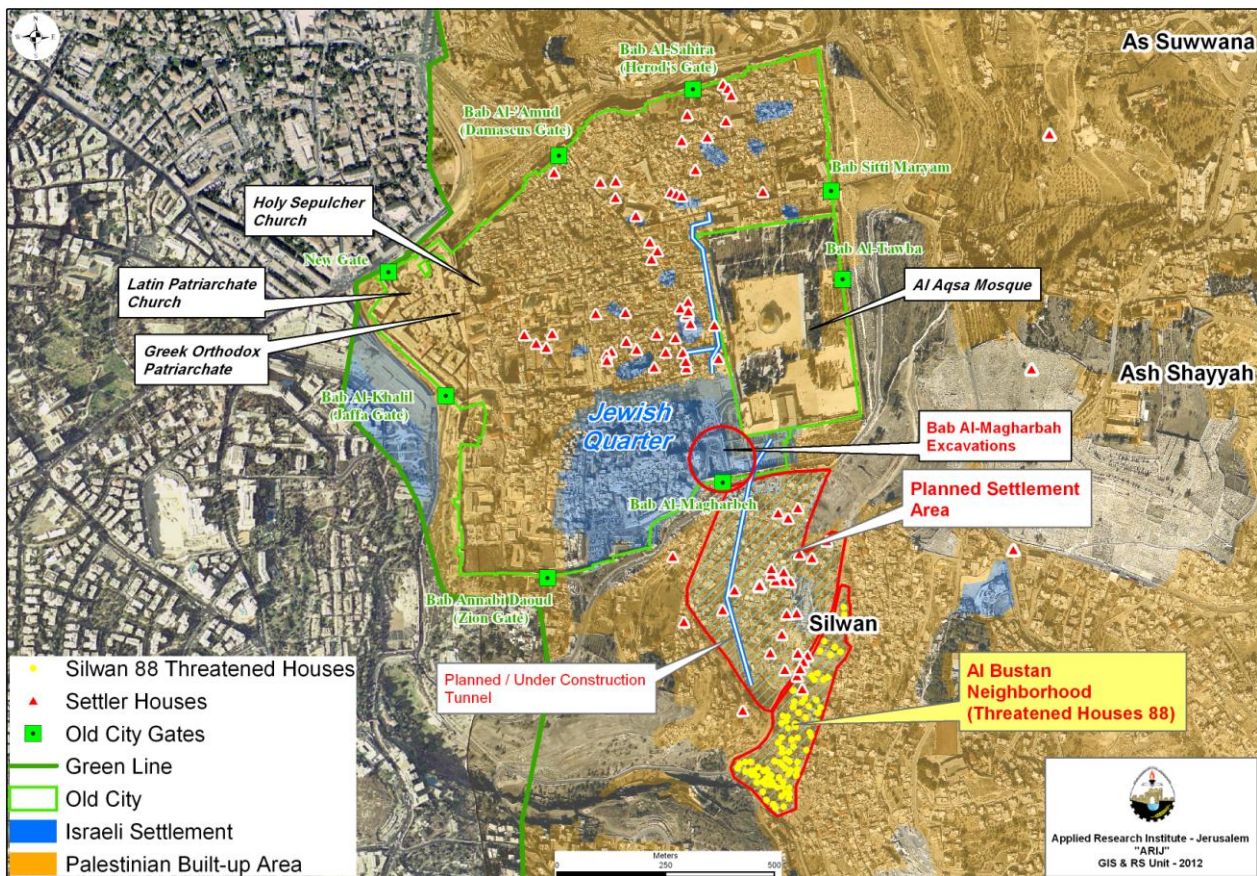 N
E
S
W
As Suwwana
Bab Al-Sahira
(Herod's Gate)
Bab Al-'Amud
(Damascus Gate)
Bab Sitti Maryam
Holy Sepulcher
Church
New Gate
Bab Al-Tawba
Latin Patriarchate
Church
Al Aqsa Mosque
Greek Orthodox
Patriarchate
Ash Shayyah
Bab Al-Khalil
(Jaffa Gate)
Jewish
Quarter
Bab Al-Magharbah
Excavations
Bab Al-Magharbeh
Planned Settlement
Area
Bab Annabi Daoud
(Zion Gate)
Silwan
Planned / Under Construction
Tunnel
Al Bustan
Neighborhood
(Threatened Houses 88)
Silwan 88 Threatened Houses
Settler Houses
Old City Gates
Green Line
Old City
Israeli Settlement
Palestinian Built-up Area
Meters
0 250 500
Applied Research Institute - Jerusalem
"ARIJ"
GIS & RS Unit - 2012